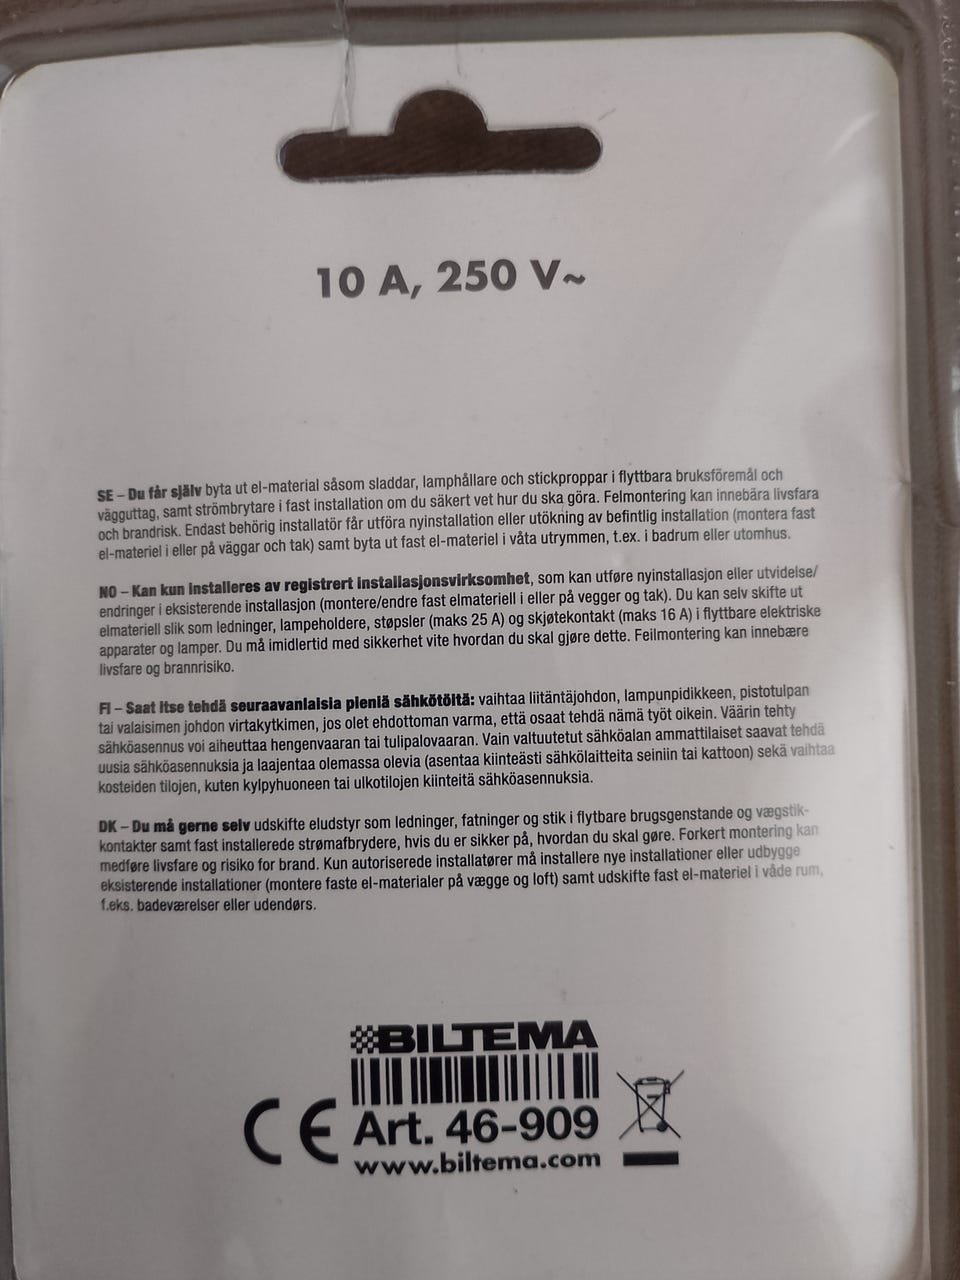 10 A, 250 V~
SE – Du får själv byta ut el-material såsom sladdar, lamphållare och stickproppar i flyttbara bruksföremål och
vägguttag, samt strömbrytare i fast installation om du säkert vet hur du ska göra. Felmontering kan innebära livsfara
och brandrisk. Endast behörig installatör får utföra nyinstallation eller utökning av befintlig installation (montera fast
el-materiel i eller på väggar och tak) samt byta ut fast el-materiel i våta utrymmen, t.ex. i badrum eller utomhus.
NO – Kan kun installeres av registrert installasjonsvirksomhet, som kan utføre nyinstallasjon eller utvidelse/
endringer i eksisterende installasjon (montere/endre fast elmateriell i eller på vegger og tak). Du kan selv skifte ut
elmateriell slik som ledninger, lampeholdere, støpsler (maks 25 A) og skjøtekontakt (maks 16 A) i flyttbare elektriske
apparater og lamper. Du må imidlertid med sikkerhet vite hvordan du skal gjøre dette. Feilmontering kan innebære
livsfare og brannrisiko.
FI – Saat itse tehdä seuraavanlaisia pieniä sähkötöitä: vaihtaa liitäntäjohdon, lampunpidikkeen, pistotulpan
tai valaisimen johdon virtakytkimen, jos olet ehdottoman varma, että osaat tehdä nämä työt oikein. Väärin tehty
sähköasennus voi aiheuttaa hengenvaaran tai tulipalovaaran. Vain valtuutetut sähköalan ammattilaiset saavat tehdä
uusia sähköasennuksia ja laajentaa olemassa olevia (asentaa kiinteästi sähkölaitteita seiniin tai kattoon) sekä vaihtaa
kosteiden tilojen, kuten kylpyhuoneen tai ulkotilojen kiinteitä sähköasennuksia.
DK – Du må gerne selv udskifte eludstyr som ledninger, fatninger og stik i flytbare brugsgenstande og vægstik-
kontakter samt fast installerede strømafbrydere, hvis du er sikker på, hvordan du skal gøre. Forkert montering kan
medføre livsfare og risiko for brand. Kun autoriserede installatører må installere nye installationer eller udbygge
eksisterende installationer (montere faste el-materialer på vægge og loft) samt udskifte fast el-materiel i våde rum,
f.eks. badeværelser eller udendørs.
BILTEMA
CE Art. 46-909
www.biltema.com